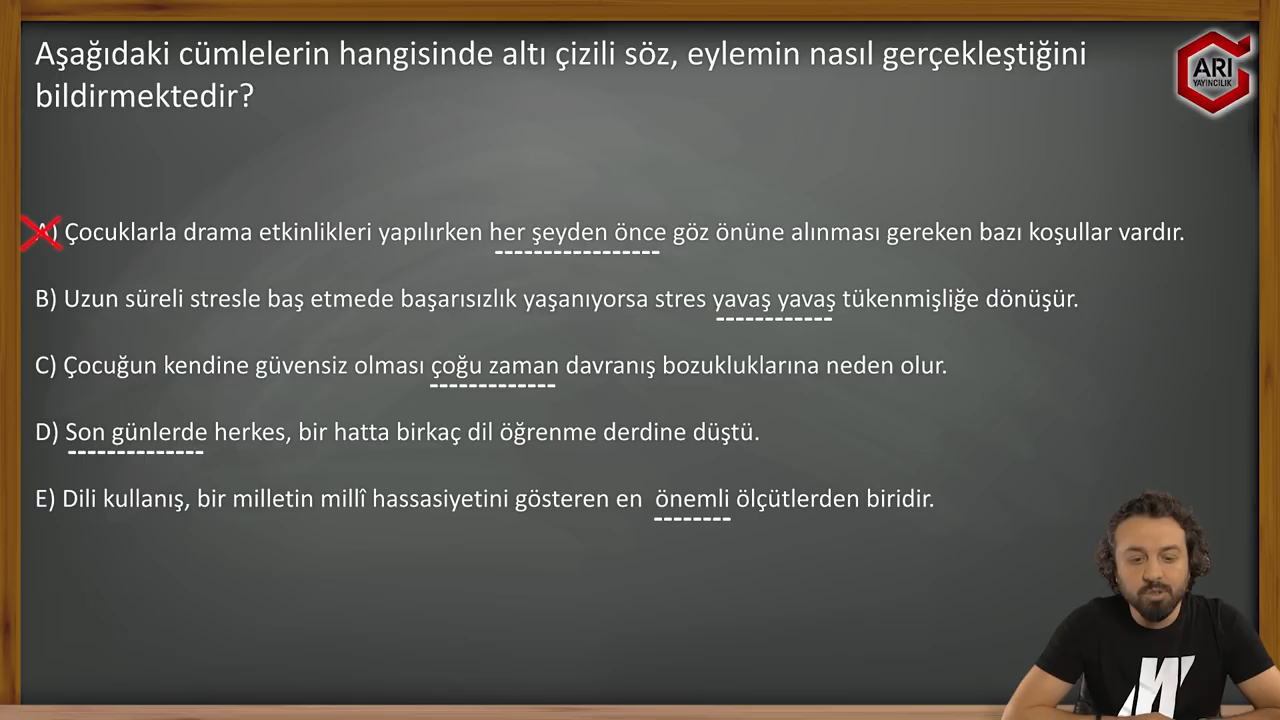 Aşağıdaki cümlelerin hangisinde altı çizili söz, eylemin nasıl gerçekleştiğini
bildirmektedir?
ARI
YAYINCILIK
A) Çocuklarla drama etkinlikleri yapılırken her şeyden önce göz önüne alınması gereken bazı koşullar vardır.
B) Uzun süreli stresle baş etmede başarısızlık yaşanıyorsa stres yavaş yavaş tükenmişliğe dönüşür.
C) Çocuğun kendine güvensiz olması çoğu zaman davranış bozukluklarına neden olur.
D) Son günlerde herkes, bir hatta birkaç dil öğrenme derdine düştü.
E) Dili kullanış, bir milletin millî hassasiyetini gösteren en önemli ölçütlerden biridir.